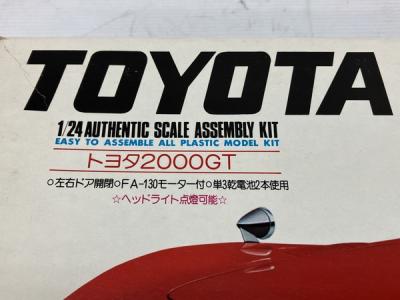 TOYOTA
1/24 AUTHENTIC SCALE ASSEMBLY KIT
EASY TO ASSEMBLE ALL PLASTIC MODEL KIT
トヨタ2000GT
○左右ドア開閉○FA-130モーター付○単3乾電池2本使用
☆ヘッドライト点燈可能☆